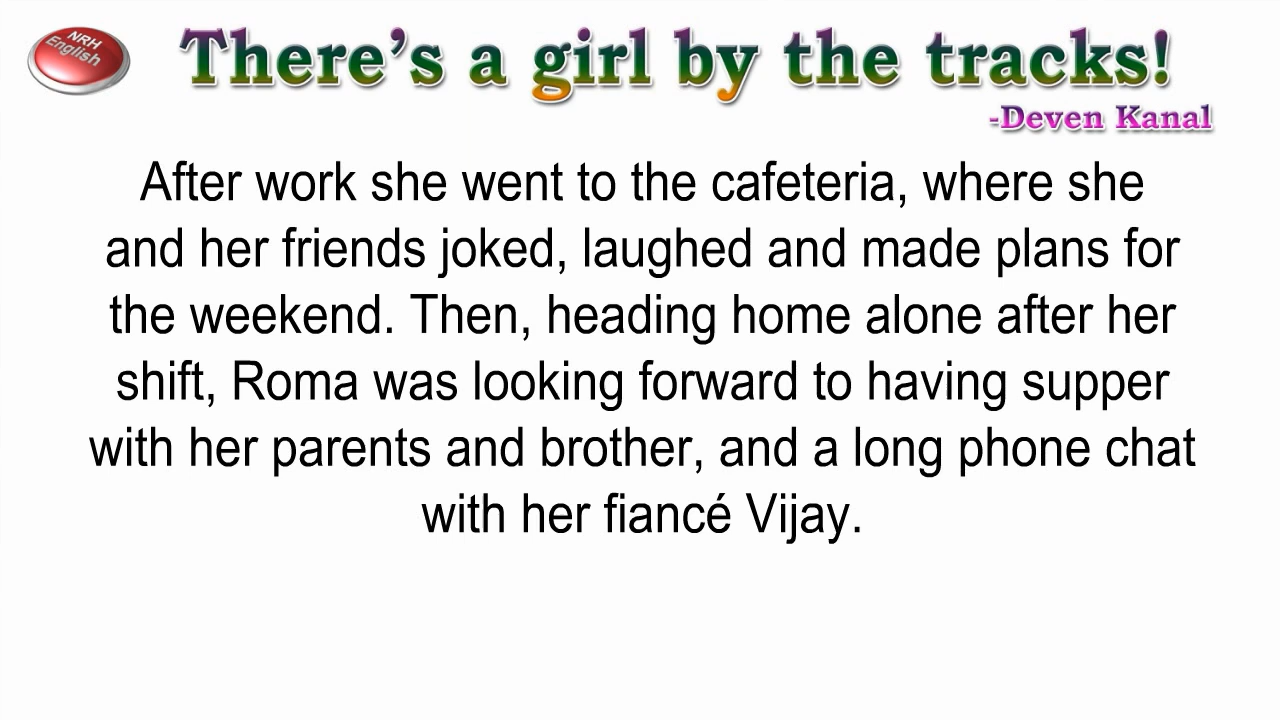 NRH
English
There's a girl by the tracks!
-Deven Kanal
After work she went to the cafeteria, where she
and her friends joked, laughed and made plans for
the weekend. Then, heading home alone after her
shift, Roma was looking forward to having supper
with her parents and brother, and a long phone chat
with her fiancé Vijay.